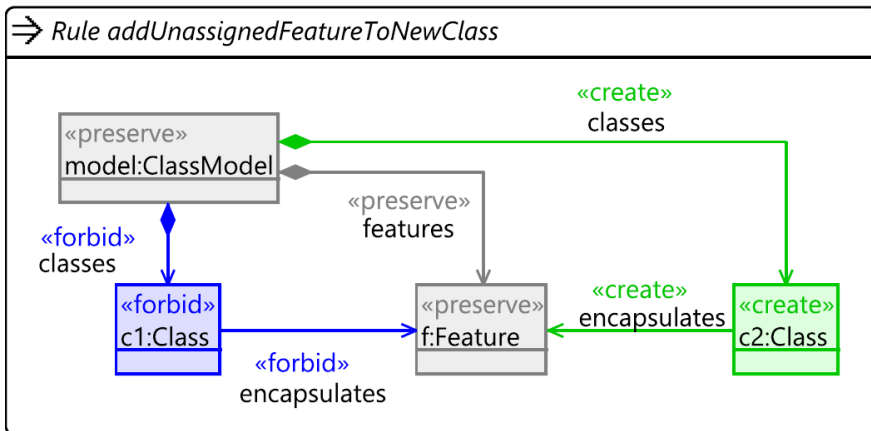 Rule addUnassignedFeatureToNewClass
«create»
classes
«preserve»
model:ClassModel
«preserve»
features
«forbid»
classes
«forbid»
c1:Class
«preserve»
f:Feature
«create»
encapsulates
«create»
c2:Class
«forbid»
encapsulates